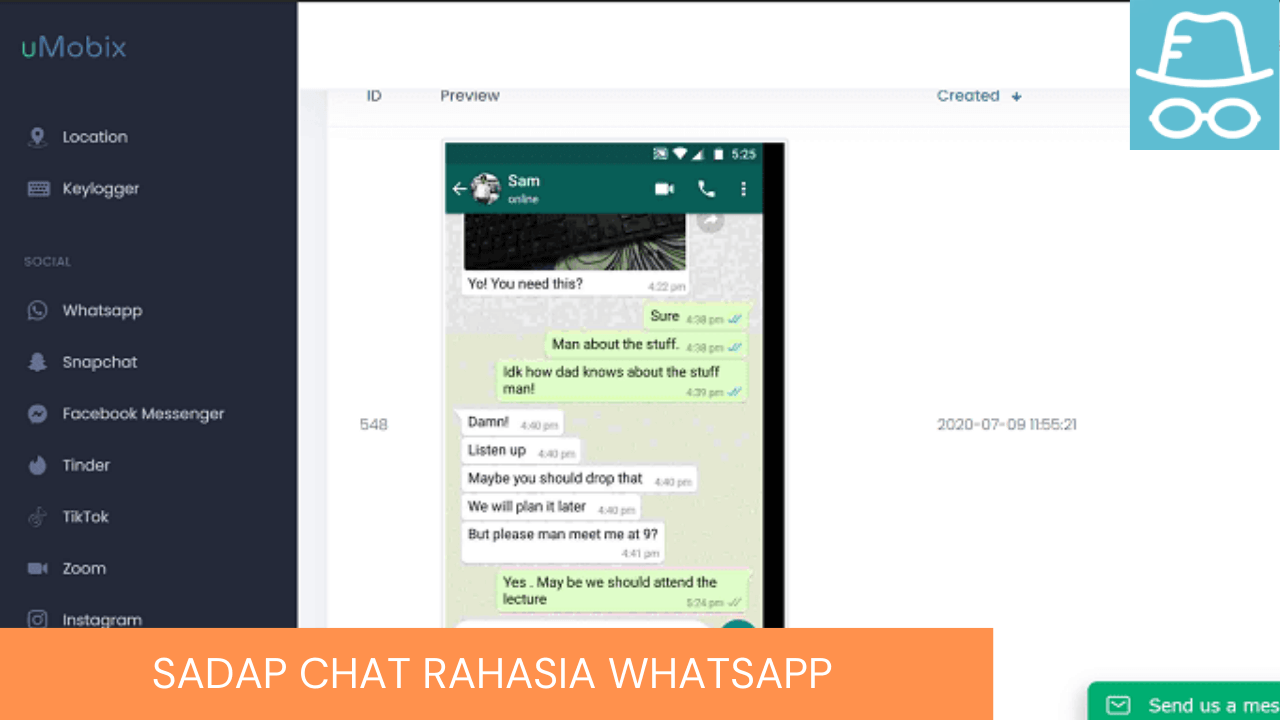 uMobix
Location
Keylogger
SOCIAL
Whatsapp
Snapchat
Facebook Messenger
Tinder
TikTok
Zoom
Instagram
ID Preview Created
548
2020-07-09 11:55:21
5:25
Sam
online
Yo! You need this? 4:22 pm
Sure 4:38 pm
Man about the stuff. 4:38 pm
Idk how dad knows about the stuff
man! 4:39 pm
Damn! 4:40 pm
Listen up 4:40 pm
Maybe you should drop that 4:40 pm
We will plan it later 4:40 pm
But please man meet me at 9?
4:41 pm
Yes . May be we should attend the
lecture 5:24 pm
SADAP CHAT RAHASIA WHATSAPP
Send us a mes